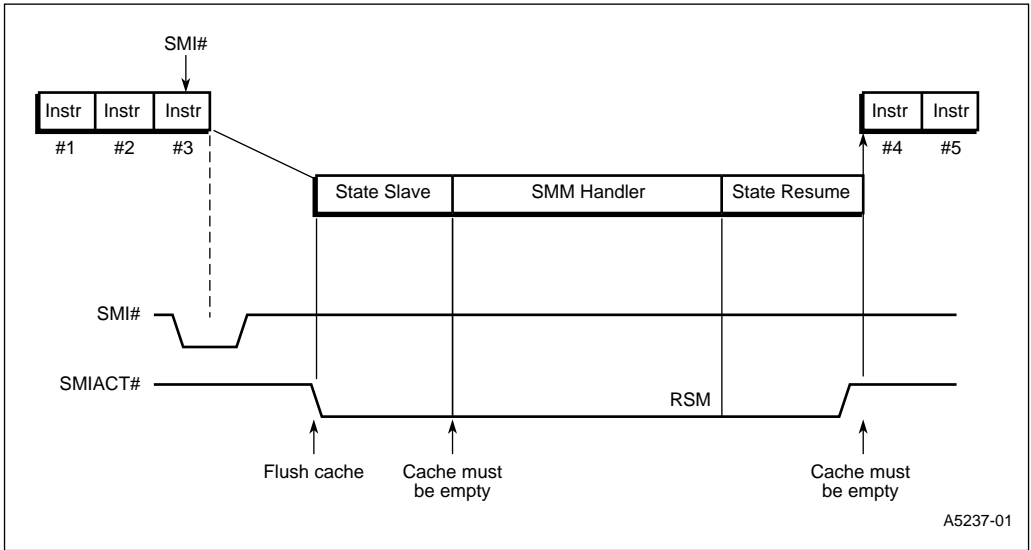 SMI#
Instr Instr Instr
#1 #2 #3
Instr Instr
#4 #5
State Slave SMM Handler State Resume
SMI#
SMIACT#
RSM
Flush cache
Cache must
be empty
Cache must
be empty
A5237-01